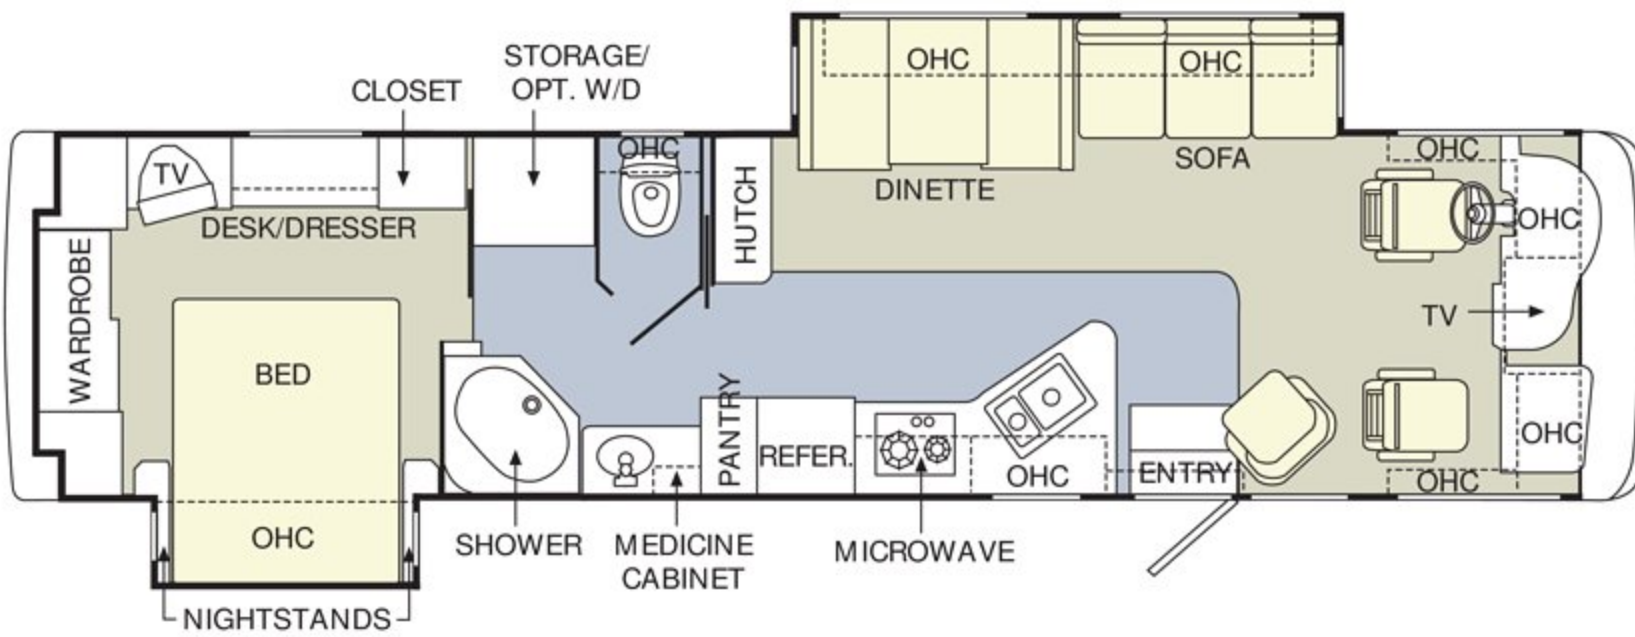 STORAGE/
OPT. W/D
CLOSET
OHC
OHC
OHC
OHC
TV
SOFA
DINETTE
DESK/DRESSER
HUTCH
OHC
WARDROBE
TV
BED
PANTRY
REFER.
OHC
ENTRY
OHC
OHC
OHC
SHOWER
MEDICINE
CABINET
MICROWAVE
NIGHTSTANDS